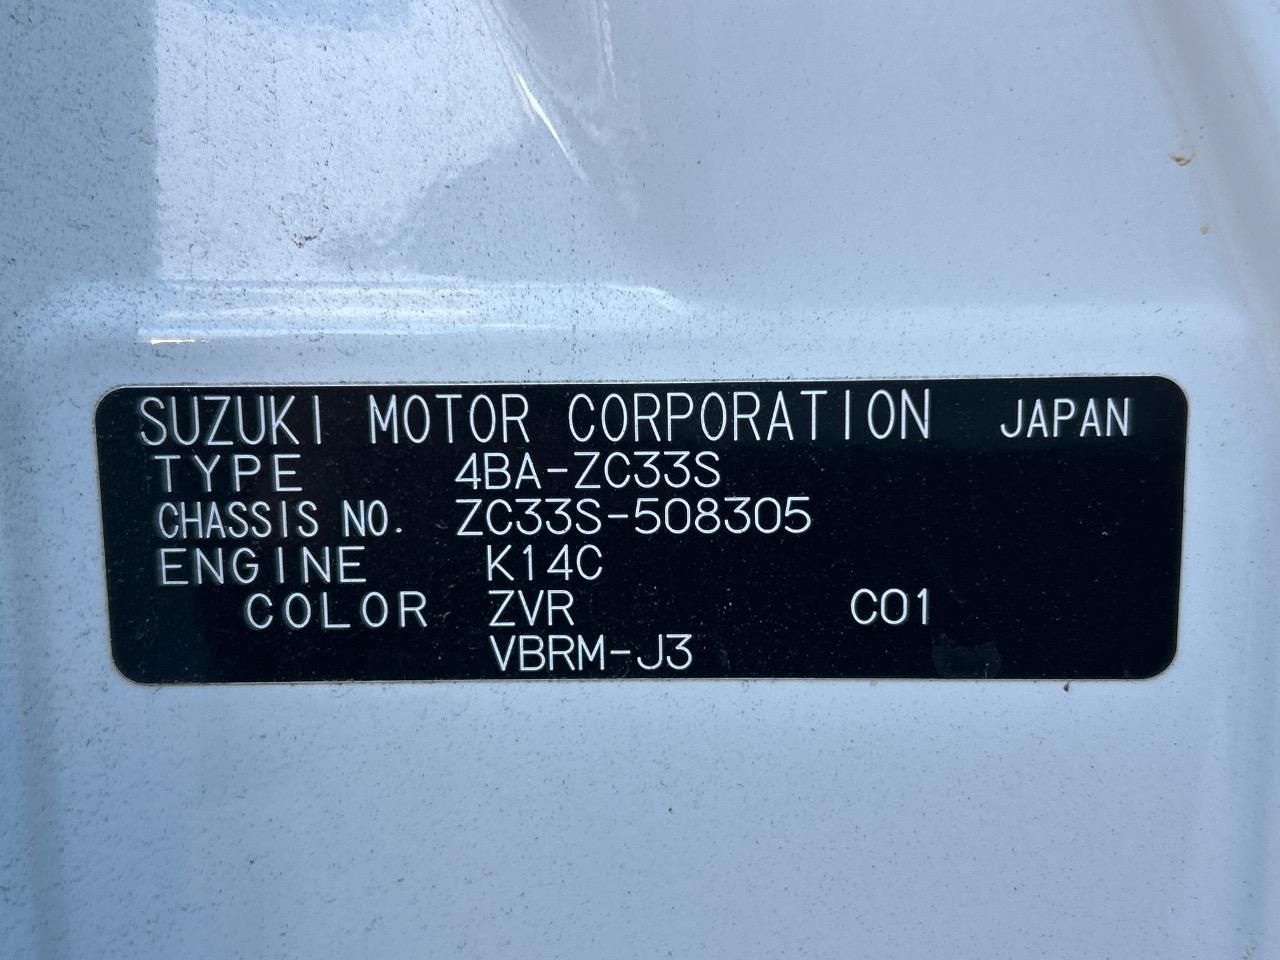 SUZUKI MOTOR CORPORATION JAPAN
TYPE 4BA-ZC33S
CHASSIS NO. ZC33S-508305
ENGINE K14C
COLOR ZVR C01
VBRM-J3